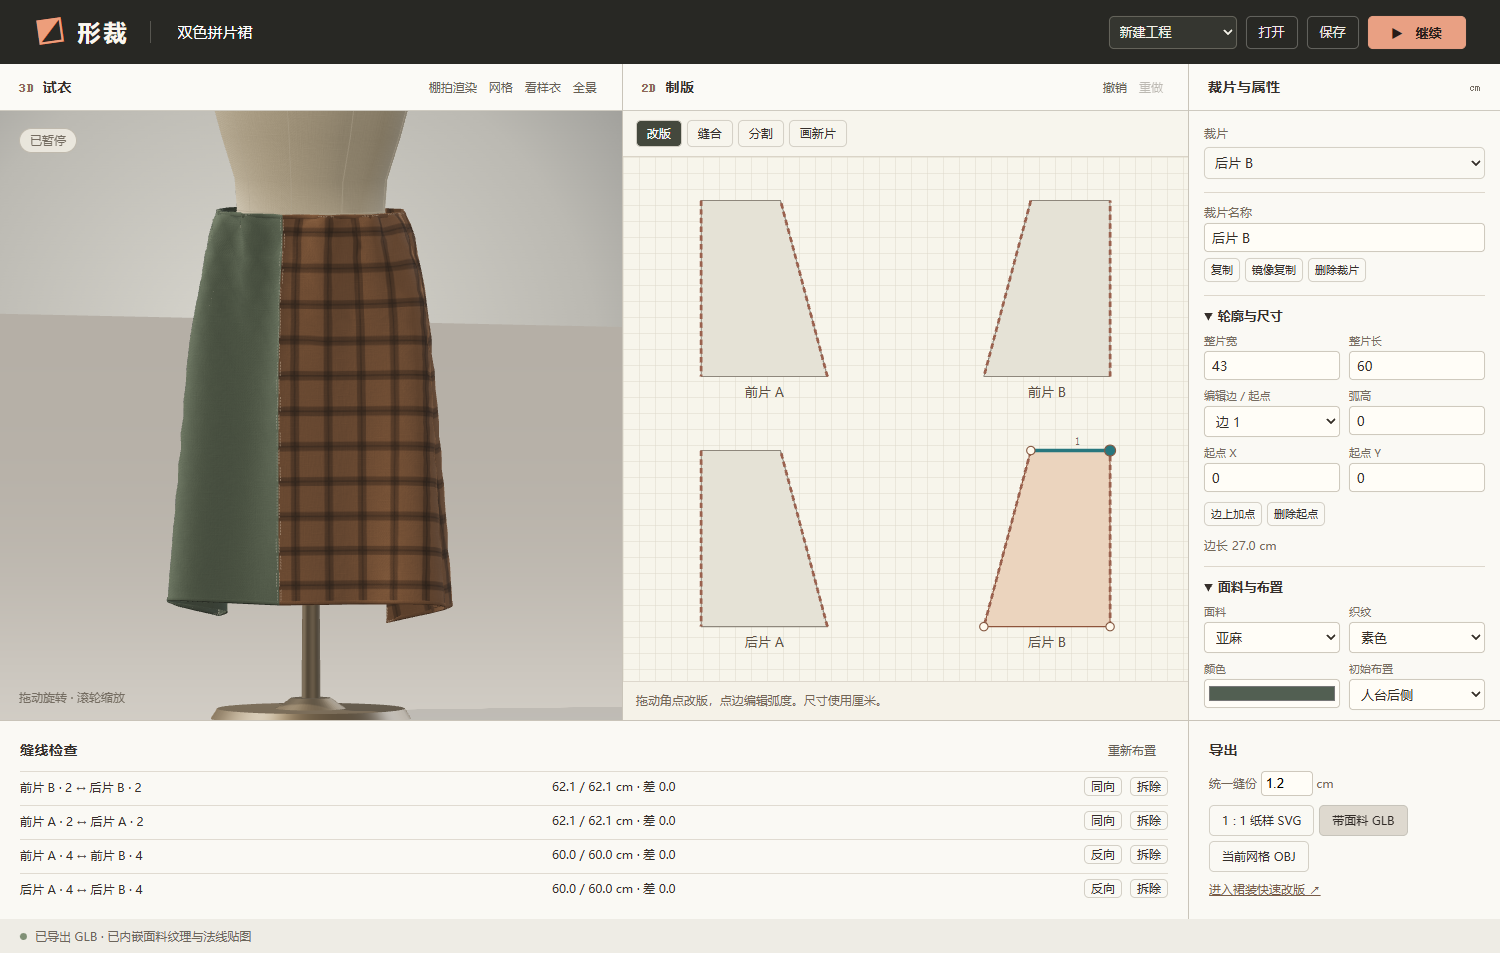 形裁
双色拼片裙
新建工程
打开
保存
▶ 继续
3D 试衣
棚拍渲染 网格 看样衣 全景
2D 制版
撤销 重做
裁片与属性
cm
已暂停
改版 缝合 分割 画新片
前片 A
前片 B
1
后片 A
后片 B
拖动旋转 · 滚轮缩放
拖动角点改版，点边编辑弧度。尺寸使用厘米。
裁片
后片 B
裁片名称
后片 B
复制 镜像复制 删除裁片
▼ 轮廓与尺寸
整片宽 整片长
43 60
编辑边 / 起点 弧高
边 1 0
起点 X 起点 Y
0 0
边上加点 删除起点
边长 27.0 cm
▼ 面料与布置
面料 织纹
亚麻 素色
颜色 初始布置
人台后侧
缝线检查
重新布置
前片 B · 2 ↔ 后片 B · 2 62.1 / 62.1 cm · 差 0.0 同向 拆除
前片 A · 2 ↔ 后片 A · 2 62.1 / 62.1 cm · 差 0.0 同向 拆除
前片 A · 4 ↔ 前片 B · 4 60.0 / 60.0 cm · 差 0.0 反向 拆除
后片 A · 4 ↔ 后片 B · 4 60.0 / 60.0 cm · 差 0.0 反向 拆除
导出
统一缝份 1.2 cm
1 : 1 纸样 SVG 带面料 GLB
当前网格 OBJ
进入裙装快速改版 ↗
已导出 GLB · 已内嵌面料纹理与法线贴图